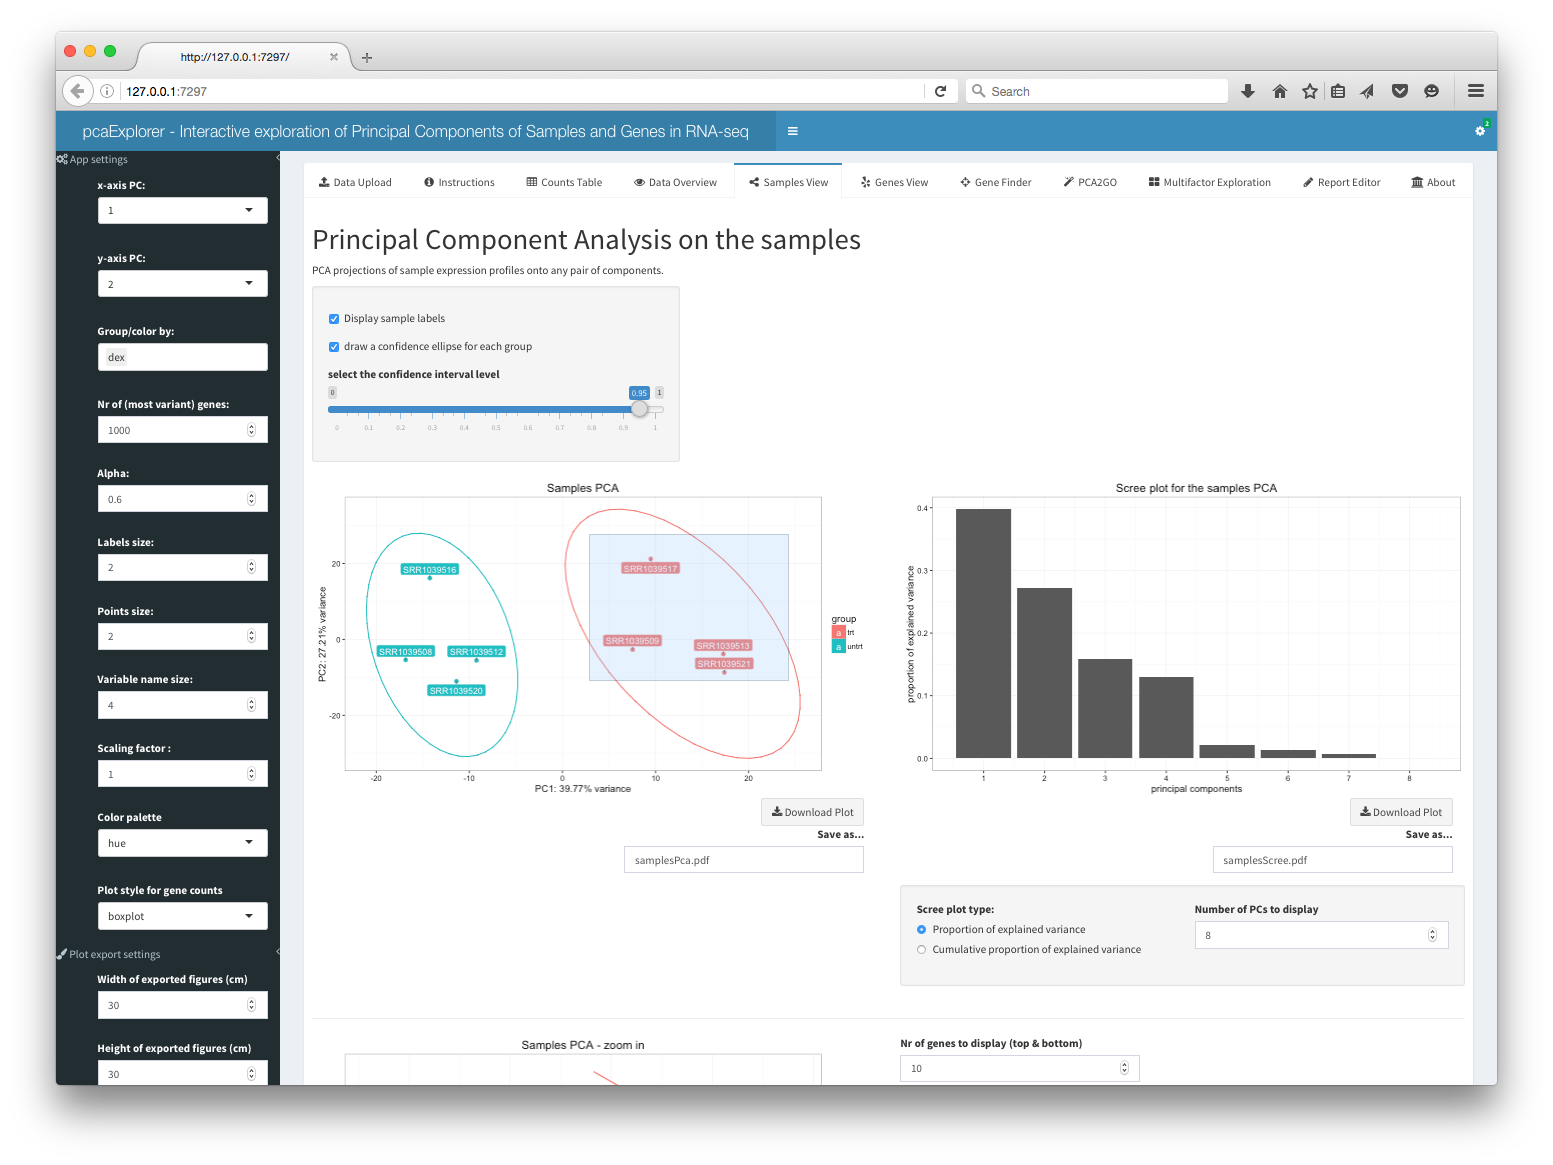 http://127.0.0.1:7297/
127.0.0.1:7297
Search
pcaExplorer - Interactive exploration of Principal Components of Samples and Genes in RNA-seq
2
App settings
x-axis PC:
1
y-axis PC:
2
Group/color by:
dex
Nr of (most variant) genes:
1000
Alpha:
0.6
Labels size:
2
Points size:
2
Variable name size:
4
Scaling factor :
1
Color palette
hue
Plot style for gene counts
boxplot
Plot export settings
Width of exported figures (cm)
30
Height of exported figures (cm)
30
Data Upload Instructions Counts Table Data Overview Samples View Genes View Gene Finder PCA2GO Multifactor Exploration Report Editor About
Principal Component Analysis on the samples
PCA projections of sample expression profiles onto any pair of components.
Display sample labels
draw a confidence ellipse for each group
select the confidence interval level
0 0.95 1
0 0.1 0.2 0.3 0.4 0.5 0.6 0.7 0.8 0.9 1
Samples PCA
PC2: 27.21% variance
20
0
-20
SRR1039516
SRR1039517
SRR1039508
SRR1039512
SRR1039509
SRR1039513
SRR1039521
SRR1039520
-20 -10 0 10 20
PC1: 39.77% variance
group
a trt
a untrt
Download Plot
Save as...
samplesPca.pdf
Scree plot for the samples PCA
proportion of explained variance
0.4
0.3
0.2
0.1
0.0
1 2 3 4 5 6 7 8
principal components
Download Plot
Save as...
samplesScree.pdf
Scree plot type:
Proportion of explained variance
Cumulative proportion of explained variance
Number of PCs to display
8
Samples PCA - zoom in
Nr of genes to display (top & bottom)
10